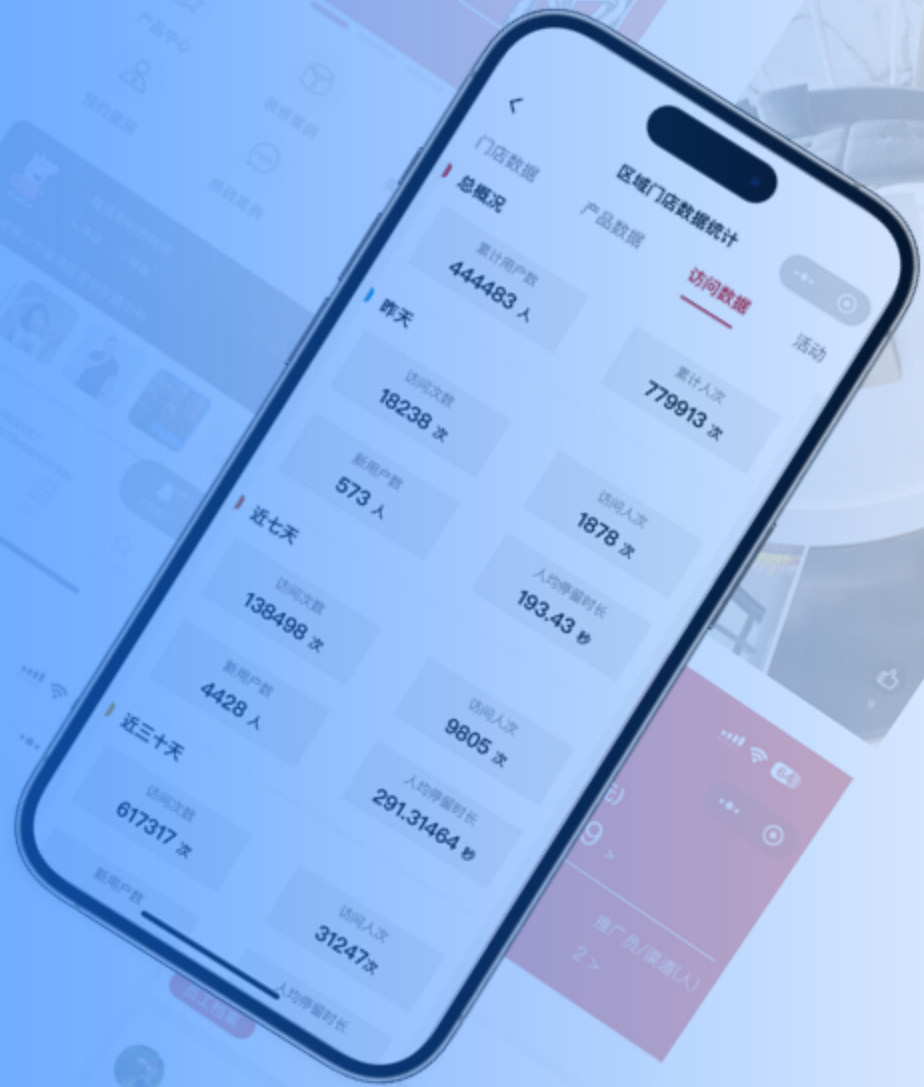 区域门店数据统计
门店数据
产品数据
访问数据
活动
总概况
累计用户数
444483 人
累计人次
779913 次
昨天
访问次数
18238 次
访问人次
1878 次
新用户数
573 人
人均停留时长
193.43 秒
近七天
访问次数
138498 次
访问人次
9805 次
新用户数
4428 人
人均停留时长
291.31464 秒
近三十天
访问次数
617317 次
访问人次
31247次
新用户数
人均停留时长
产品中心
64
9 >
推广员/渠道(人)
2 >